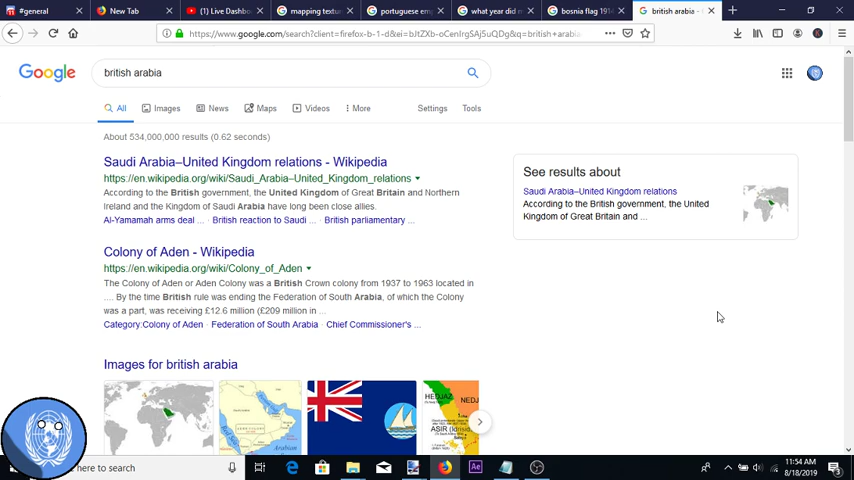 #general
New Tab
(1) Live Dashb
mapping textur
portuguese em
what year did r
bosnia flag 191
british arabia -
https://www.google.com/search?client=firefox-b-1-d&ei=
Google
british arabia
All
Images
News
Maps
Videos
More
Settings
Tools
About 534,000,000 results (0.62 seconds)
Saudi Arabia–United Kingdom relations - Wikipedia
https://en.wikipedia.org/wiki/Saudi_Arabia–United_Kingdom_relations
According to the British government, the United Kingdom of Great Britain and Northern
Ireland and the Kingdom of Saudi Arabia have long been close allies.
Al-Yamamah arms deal ... · British reaction to Saudi ... · British parliamentary ...
See results about
Saudi Arabia–United Kingdom relations
According to the British government, the United
Kingdom of Great Britain and ...
Colony of Aden - Wikipedia
https://en.wikipedia.org/wiki/Colony_of_Aden
The Colony of Aden or Aden Colony was a British Crown colony from 1937 to 1963 located in
.... By the time British rule was ending the Federation of South Arabia, of which the Colony
was a part, was receiving £12.6 million (£209 million in ...
Category:Colony of Aden · Federation of South Arabia · Chief Commissioner's ...
Images for british arabia
HEDJAZ
NEDJ
ASIR (Idrisid
Arabian
here to search
Ae
11:54 AM
8/18/2019
3